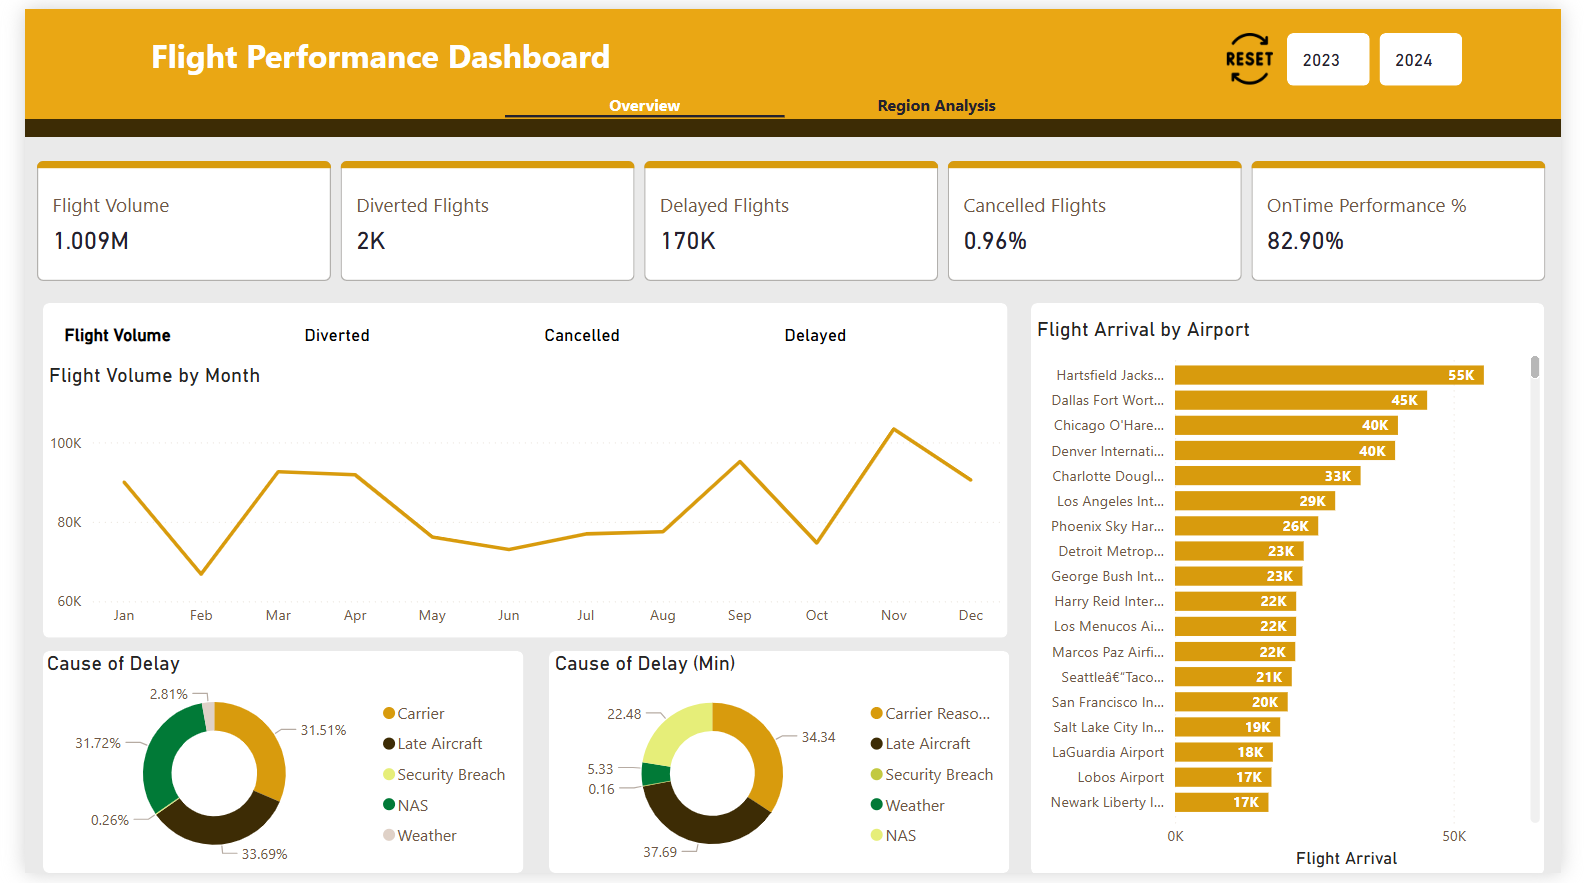 Flight Performance Dashboard
RESET
2023
2024
Overview
Region Analysis
Flight Volume
1.009M
Diverted Flights
2K
Delayed Flights
170K
Cancelled Flights
0.96%
OnTime Performance %
82.90%
Flight Volume
Diverted
Cancelled
Delayed
Flight Volume by Month
100K
80K
60K
Jan Feb Mar Apr May Jun Jul Aug Sep Oct Nov Dec
Cause of Delay
2.81%
31.51%
31.72%
0.26%
33.69%
Carrier
Late Aircraft
Security Breach
NAS
Weather
Cause of Delay (Min)
22.48
34.34
5.33
0.16
37.69
Carrier Reaso...
Late Aircraft
Security Breach
Weather
NAS
Flight Arrival by Airport
Hartsfield Jacks... 55K
Dallas Fort Wort... 45K
Chicago O'Hare... 40K
Denver Internati... 40K
Charlotte Dougl... 33K
Los Angeles Int... 29K
Phoenix Sky Har... 26K
Detroit Metrop... 23K
George Bush Int... 23K
Harry Reid Inter... 22K
Los Menucos Ai... 22K
Marcos Paz Airfi... 22K
Seattleâ€“Taco... 21K
San Francisco In... 20K
Salt Lake City In... 19K
LaGuardia Airport 18K
Lobos Airport 17K
Newark Liberty I... 17K
0K 50K
Flight Arrival